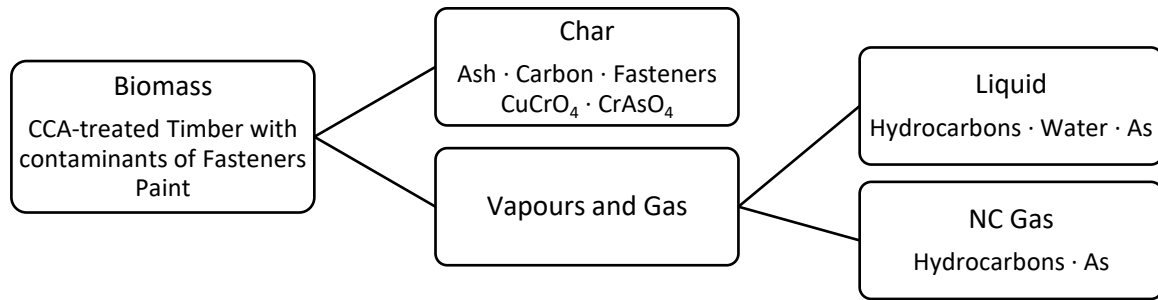 Biomass
CCA-treated Timber with
contaminants of Fasteners
Paint
Char
Ash · Carbon · Fasteners
CuCrO₄ · CrAsO₄
Vapours and Gas
Liquid
Hydrocarbons · Water · As
NC Gas
Hydrocarbons · As